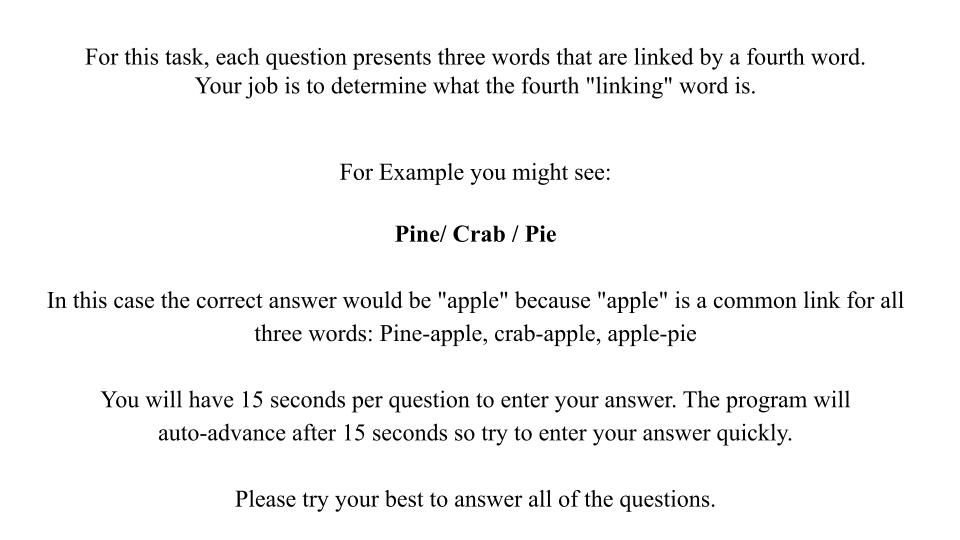 For this task, each question presents three words that are linked by a fourth word.
Your job is to determine what the fourth "linking" word is.
For Example you might see:
Pine/ Crab / Pie
In this case the correct answer would be "apple" because "apple" is a common link for all
three words: Pine-apple, crab-apple, apple-pie
You will have 15 seconds per question to enter your answer. The program will
auto-advance after 15 seconds so try to enter your answer quickly.
Please try your best to answer all of the questions.